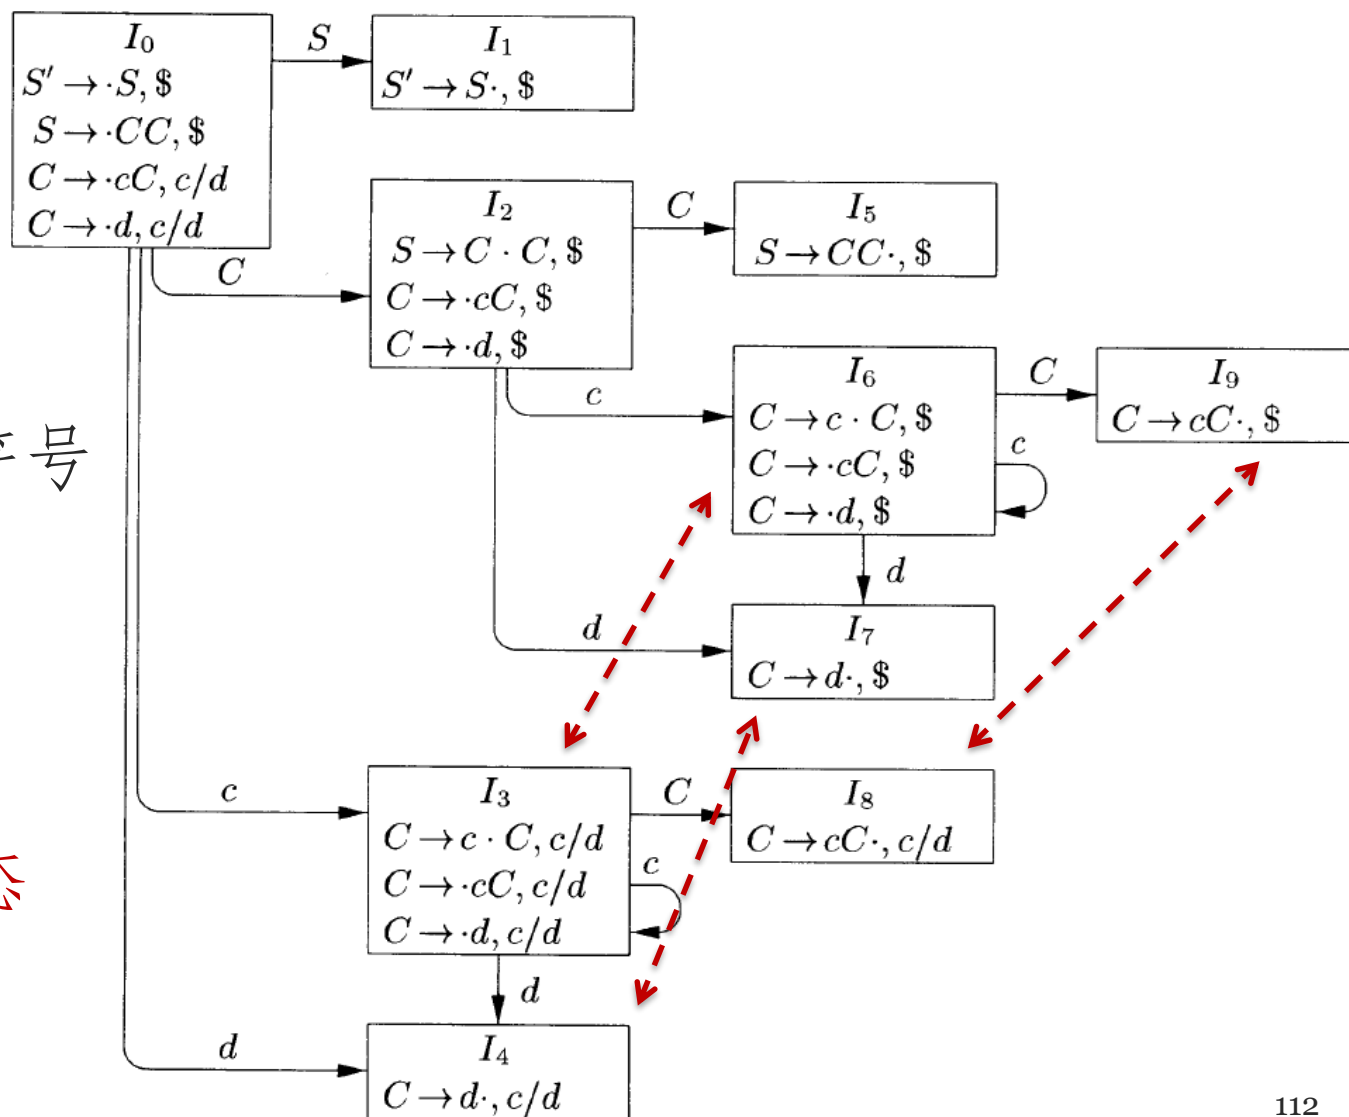 I₀
S' → ·S, $
S → ·CC, $
C → ·cC, c/d
C → ·d, c/d
S
I₁
S' → S·, $
C
I₂
S → C · C, $
C → ·cC, $
C → ·d, $
C
I₅
S → CC·, $
c
I₆
C → c · C, $
C → ·cC, $
C → ·d, $
C
I₉
C → cC·, $
c
号
d
d
I₇
C → d·, $
c
I₃
C → c · C, c/d
C → ·cC, c/d
C → ·d, c/d
C
I₈
C → cC·, c/d
c
d
d
I₄
C → d·, c/d
112